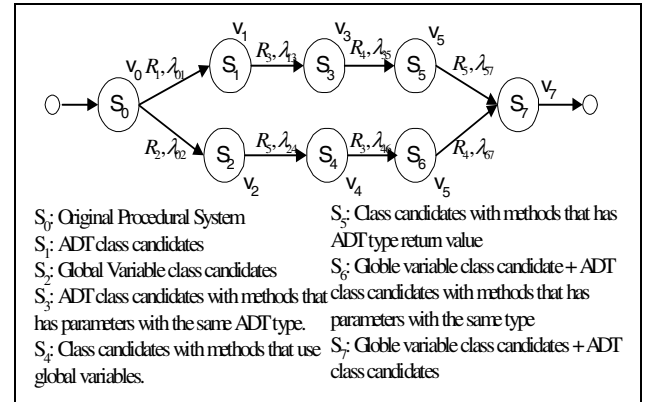 V₁ V₃ V₅
V₀ R₁,λ₀₁ S₁ R₃,λ₁₃ S₃ R₄,λ₃₅ S₅ R₅,λ₅₇
S₀ S₇ V₇
R₂,λ₀₂ S₂ R₅,λ₂₄ S₄ R₃,λ₄₆ S₆ R₄,λ₆₇
V₂ V₄ V₅
S₀: Original Procedural System
S₁: ADT class candidates
S₂: Global Variable class candidates
S₃: ADT class candidates with methods that
has parameters with the same ADT type.
S₄: Class candidates with methods that use
global variables.
S₅: Class candidates with methods that has
ADT type return value
S₆: Globle variable class candidate + ADT
class candidates with methods that has
parameters with the same type
S₇: Globle variable class candidates + ADT
class candidates